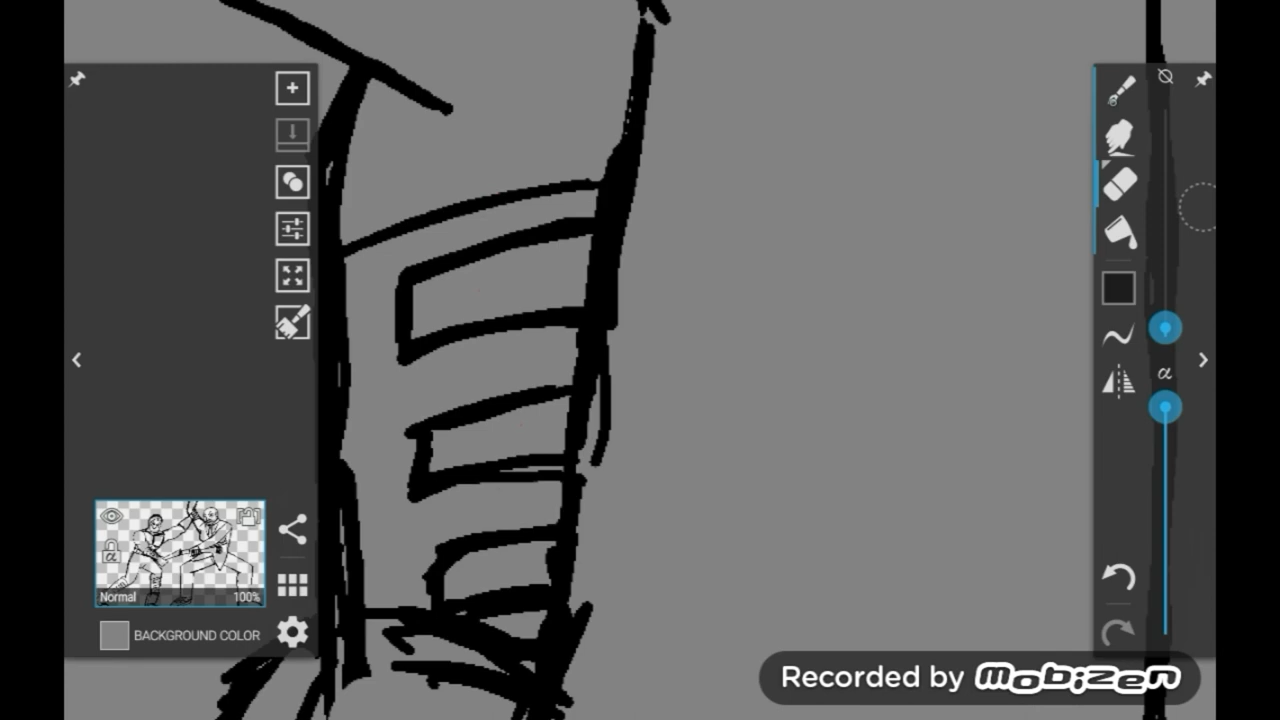 α
α
Normal 100%
BACKGROUND COLOR
Recorded by mobizen